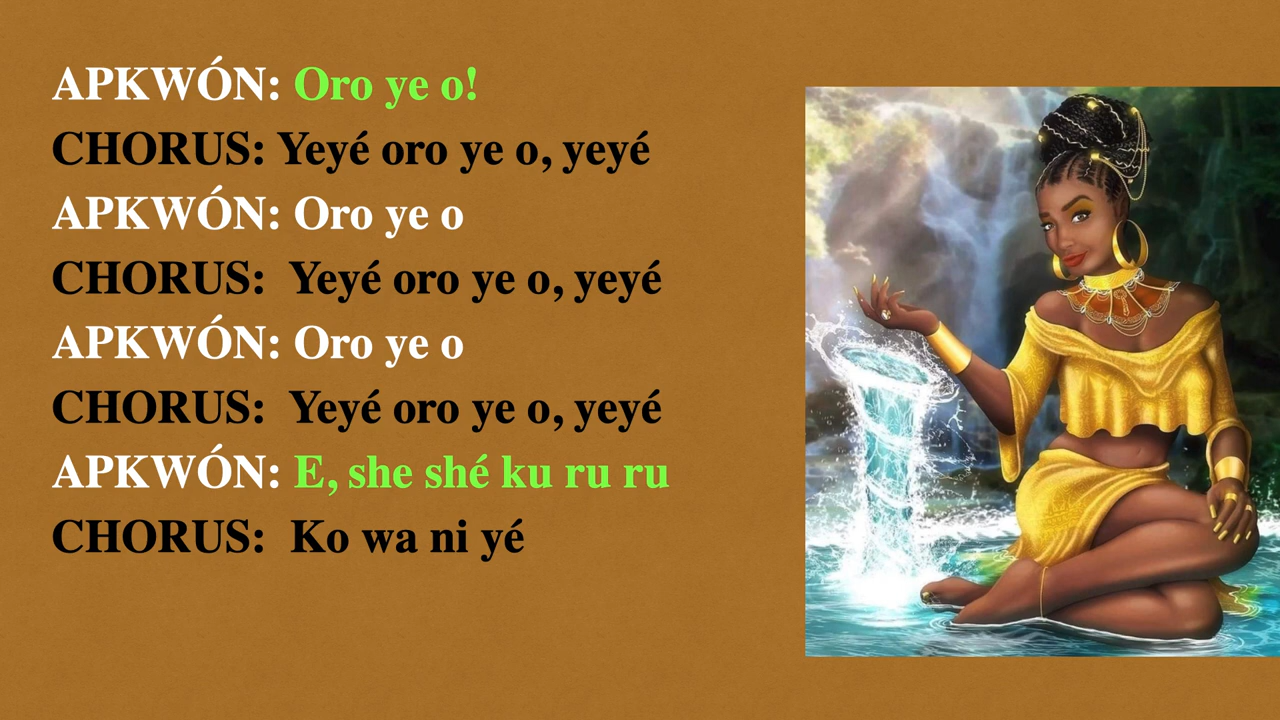 APKWÓN: Oro ye o!
CHORUS: Yeyé oro ye o, yeyé
APKWÓN: Oro ye o
CHORUS: Yeyé oro ye o, yeyé
APKWÓN: Oro ye o
CHORUS: Yeyé oro ye o, yeyé
APKWÓN: E, she shé ku ru ru
CHORUS: Ko wa ni yé